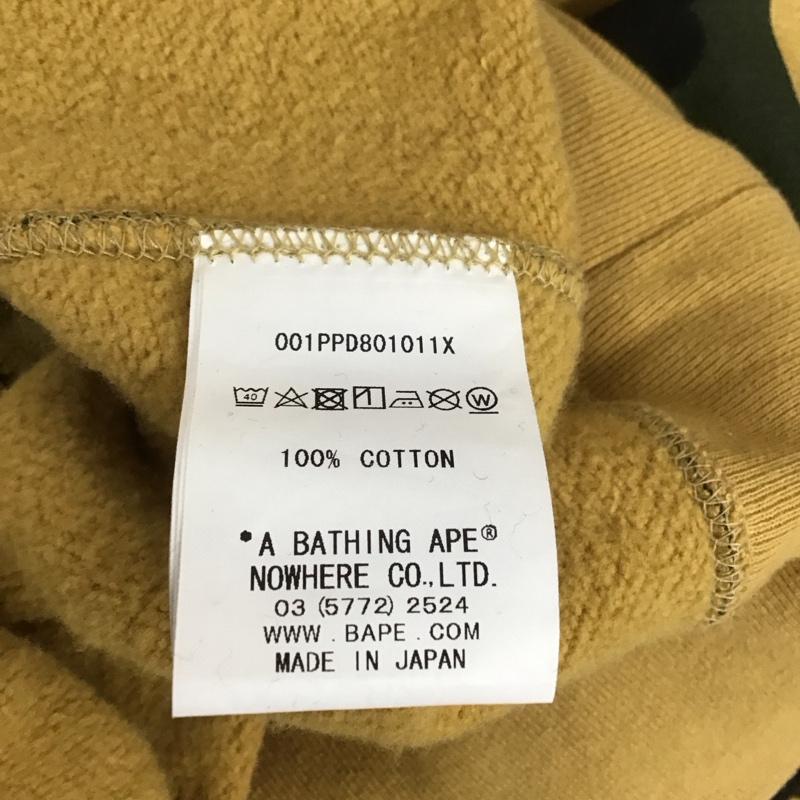 001PPD801011X
40 W
100% COTTON
*A BATHING APE®
NOWHERE CO.,LTD.
03 (5772) 2524
WWW . BAPE . COM
MADE IN JAPAN